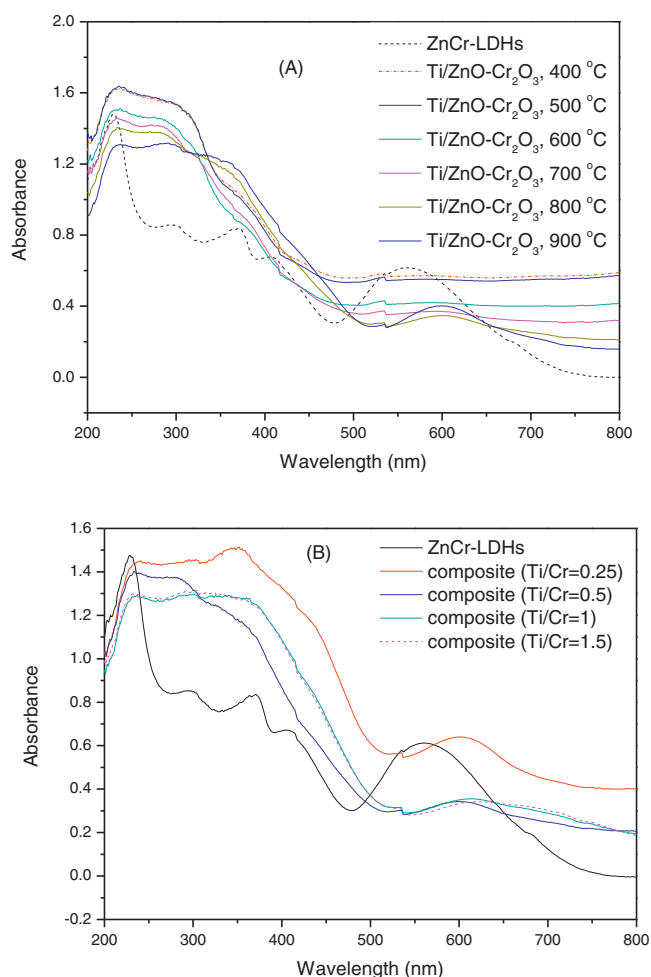 (A)
ZnCr-LDHs
Ti/ZnO-Cr₂O₃, 400 °C
Ti/ZnO-Cr₂O₃, 500 °C
Ti/ZnO-Cr₂O₃, 600 °C
Ti/ZnO-Cr₂O₃, 700 °C
Ti/ZnO-Cr₂O₃, 800 °C
Ti/ZnO-Cr₂O₃, 900 °C
Absorbance
2.0
1.6
1.2
0.8
0.4
0.0
200 300 400 500 600 700 800
Wavelength (nm)
(B)
ZnCr-LDHs
composite (Ti/Cr=0.25)
composite (Ti/Cr=0.5)
composite (Ti/Cr=1)
composite (Ti/Cr=1.5)
Absorbance
1.6
1.4
1.2
1.0
0.8
0.6
0.4
0.2
0.0
-0.2
200 300 400 500 600 700 800
Wavelength (nm)